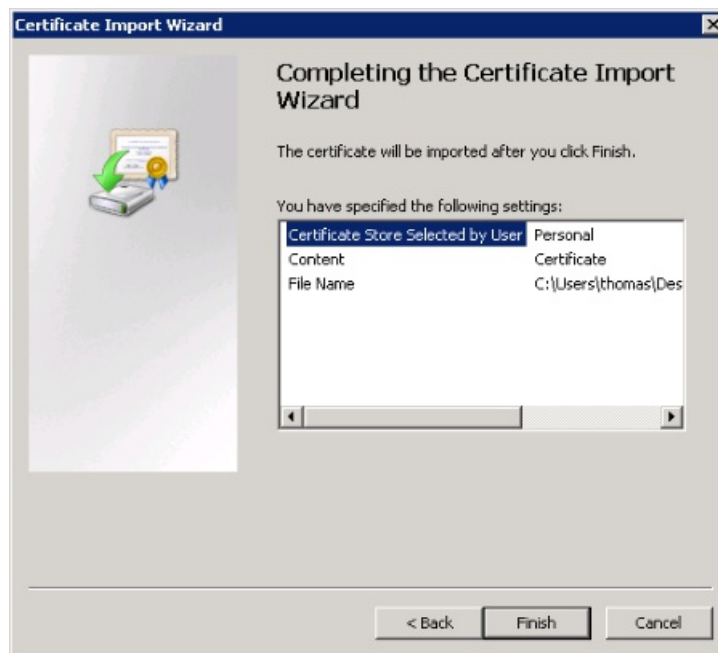 Certificate Import Wizard
Completing the Certificate Import
Wizard
The certificate will be imported after you click Finish.
You have specified the following settings:
Certificate Store Selected by User Personal
Content Certificate
File Name C:\Users\thomas\Des
< Back Finish Cancel